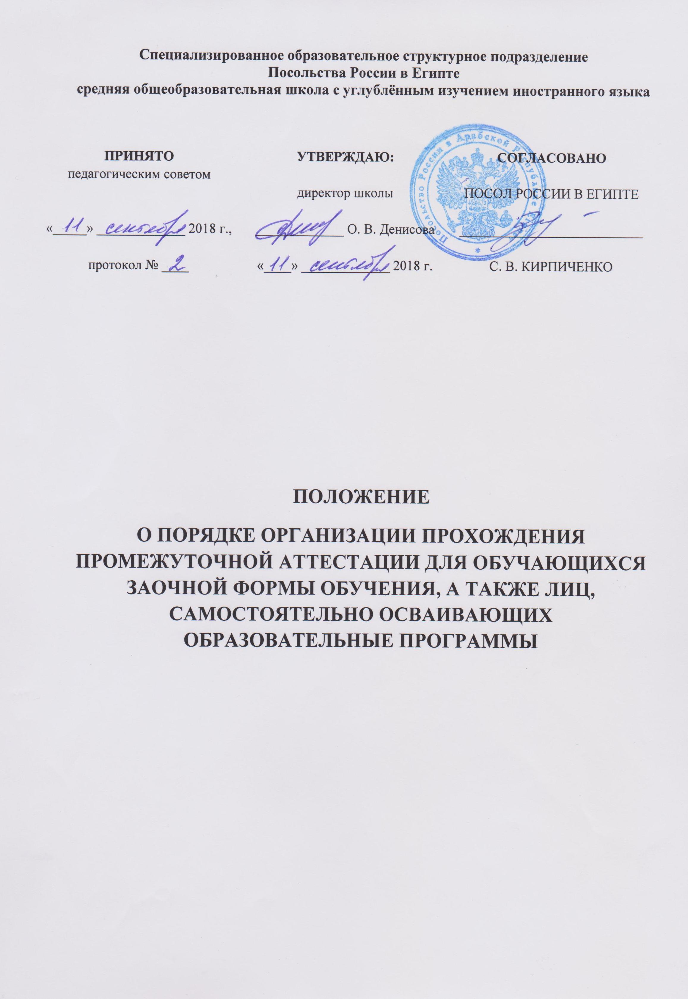 Специализированное образовательное структурное подразделение
Посольства России в Египте
средняя общеобразовательная школа с углублённым изучением иностранного языка
ПРИНЯТО
педагогическим советом
«11» сентября 2018 г.,
протокол № 2
УТВЕРЖДАЮ:
директор школы
О. В. Денисова
«11» сентября 2018 г.
СОГЛАСОВАНО
ПОСОЛ РОССИИ В ЕГИПТЕ
С. В. КИРПИЧЕНКО
Посольство России в Арабской Республике Египет
ПОЛОЖЕНИЕ
О ПОРЯДКЕ ОРГАНИЗАЦИИ ПРОХОЖДЕНИЯ
ПРОМЕЖУТОЧНОЙ АТТЕСТАЦИИ ДЛЯ ОБУЧАЮЩИХСЯ
ЗАОЧНОЙ ФОРМЫ ОБУЧЕНИЯ, А ТАКЖЕ ЛИЦ,
САМОСТОЯТЕЛЬНО ОСВАИВАЮЩИХ
ОБРАЗОВАТЕЛЬНЫЕ ПРОГРАММЫ